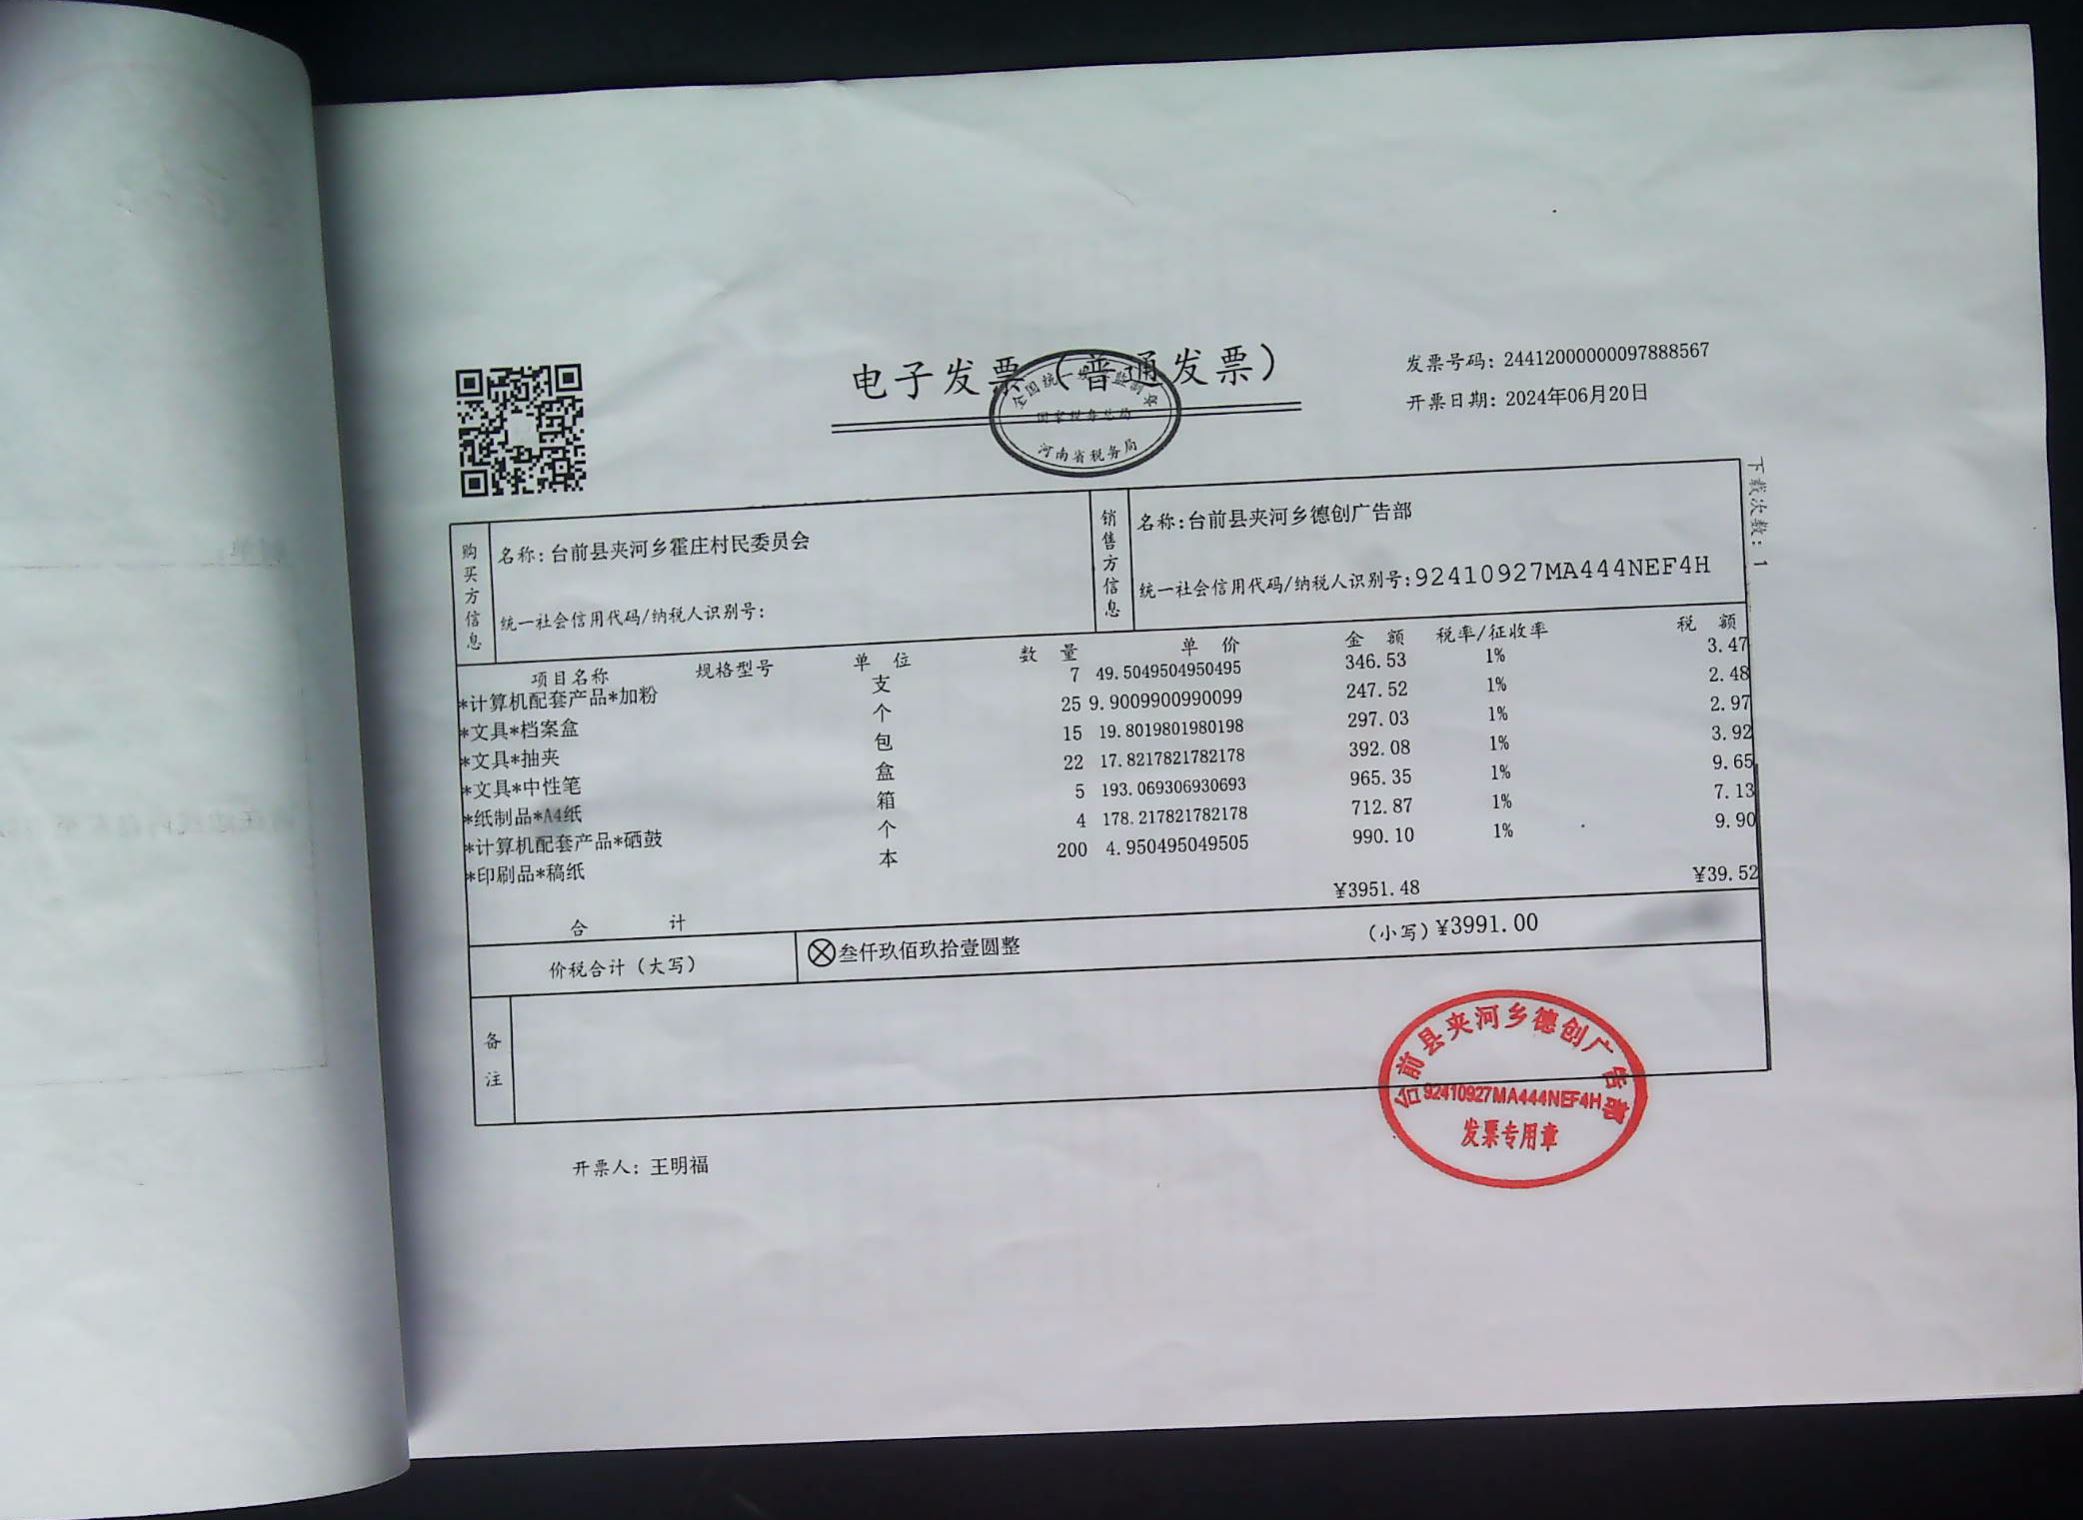 电子发票（普通发票）
全国统一发票监制章
国家税务总局
河南省税务局
发票号码：24412000000097888567
开票日期：2024年06月20日
下载次数：1
购买方信息
名称：台前县夹河乡霍庄村民委员会
统一社会信用代码/纳税人识别号：
销售方信息
名称：台前县夹河乡德创广告部
统一社会信用代码/纳税人识别号：92410927MA444NEF4H
项目名称 规格型号 单位 数量 单价 金额 税率/征收率 税额
*计算机配套产品*加粉 支 7 49.5049504950495 346.53 1% 3.47
*文具*档案盒 个 25 9.9009900990099 247.52 1% 2.48
*文具*抽夹 包 15 19.8019801980198 297.03 1% 2.97
*文具*中性笔 盒 22 17.8217821782178 392.08 1% 3.92
*纸制品*A4纸 箱 5 193.069306930693 965.35 1% 9.65
*计算机配套产品*硒鼓 个 4 178.217821782178 712.87 1% 7.13
*印刷品*稿纸 本 200 4.950495049505 990.10 1% 9.90
合计 ¥3951.48 ¥39.52
价税合计（大写） ⊗叁仟玖佰玖拾壹圆整 （小写）¥3991.00
备注
台前县夹河乡德创广告部
92410927MA444NEF4H
发票专用章
开票人：王明福